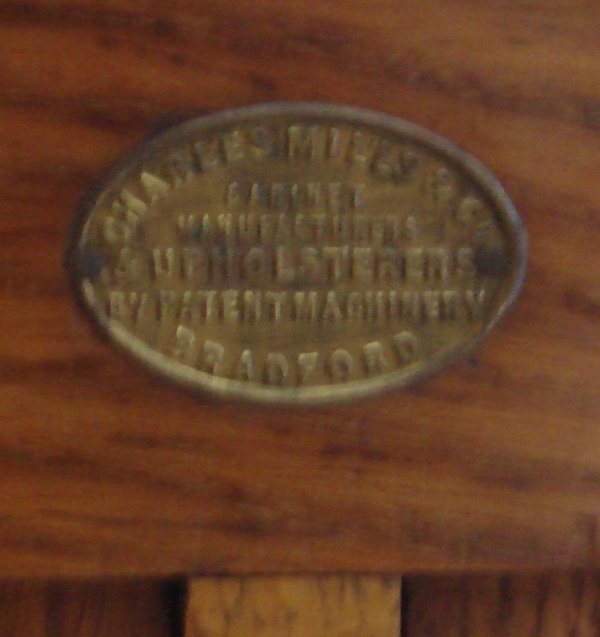 CHARLES MILLS & CO
CABINET
MANUFACTURERS
& UPHOLSTERERS
BY PATENT MACHINERY
BRADFORD